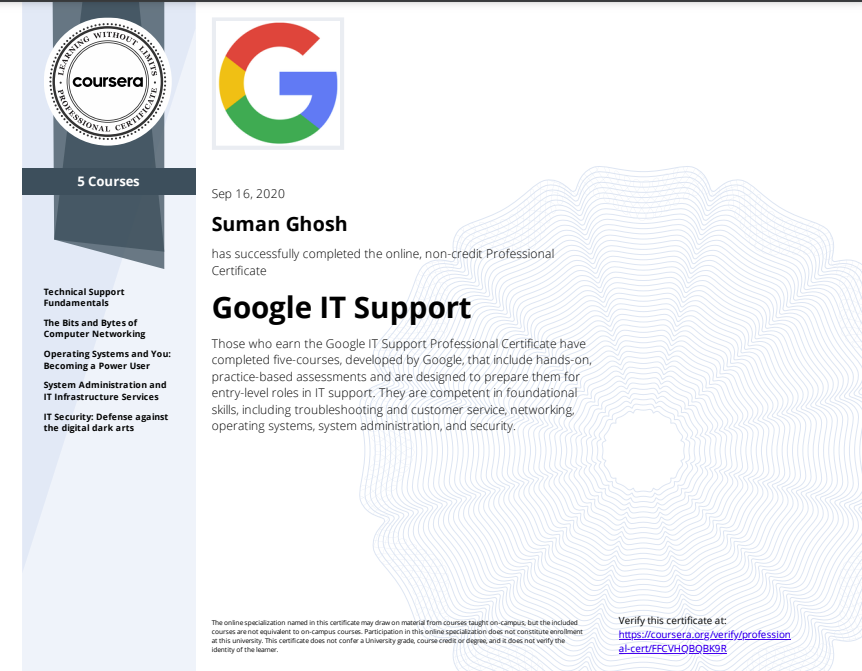 LEARNING WITHOUT LIMITS
coursera
PROFESSIONAL CERTIFICATE
5 Courses
Technical Support
Fundamentals
The Bits and Bytes of
Computer Networking
Operating Systems and You:
Becoming a Power User
System Administration and
IT Infrastructure Services
IT Security: Defense against
the digital dark arts
G
Sep 16, 2020
Suman Ghosh
has successfully completed the online, non-credit Professional
Certificate
Google IT Support
Those who earn the Google IT Support Professional Certificate have
completed five-courses, developed by Google, that include hands-on,
practice-based assessments and are designed to prepare them for
entry-level roles in IT support. They are competent in foundational
skills, including troubleshooting and customer service, networking,
operating systems, system administration, and security.
The online specialization named in this certificate may draw on material from courses taught on-campus, but the included
courses are not equivalent to on-campus courses. Participation in this online specialization does not constitute enrollment
at this university. This certificate does not confer a University grade, course credit or degree, and it does not verify the
identity of the learner.
Verify this certificate at:
https://coursera.org/verify/profession
al-cert/FFCVHQBQBK9R